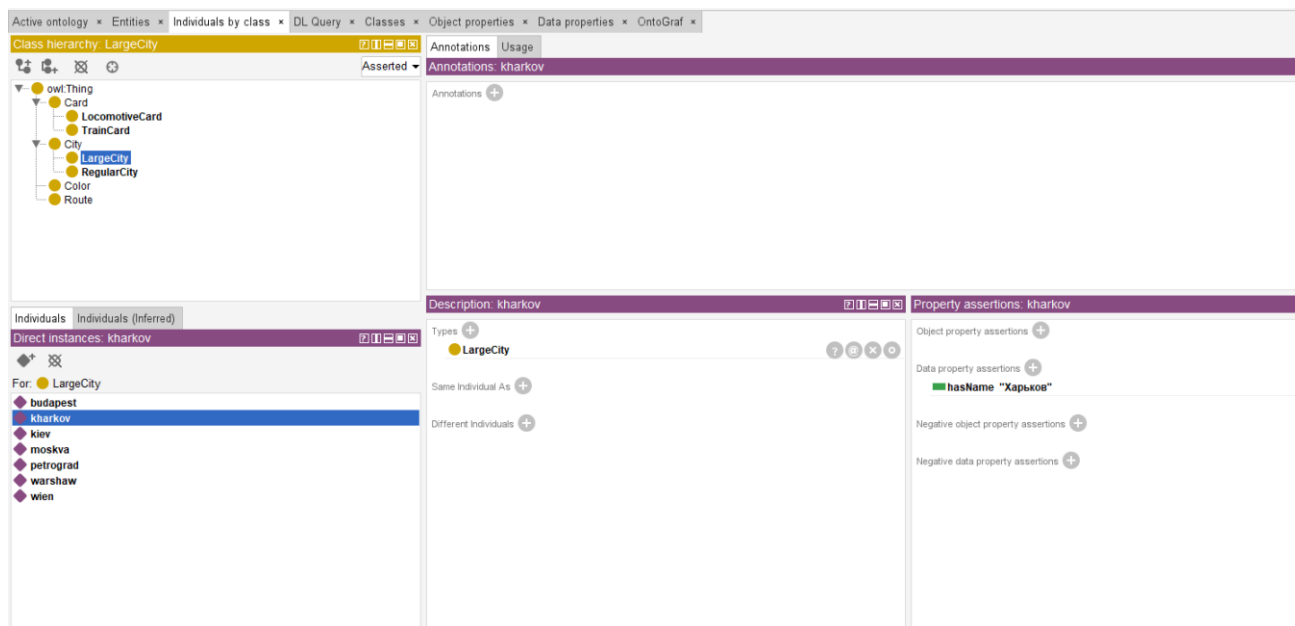 Active ontology × Entities × Individuals by class × DL Query × Classes × Object properties × Data properties × OntoGraf ×
Class hierarchy: LargeCity
Asserted
owl:Thing
Card
LocomotiveCard
TrainCard
City
LargeCity
RegularCity
Color
Route
Annotations Usage
Annotations: kharkov
Annotations
Individuals Individuals (Inferred)
Direct instances: kharkov
For: LargeCity
budapest
kharkov
kiev
moskva
petrograd
warshaw
wien
Description: kharkov
Types
LargeCity
Same Individual As
Different Individuals
Property assertions: kharkov
Object property assertions
Data property assertions
hasName "Харьков"
Negative object property assertions
Negative data property assertions